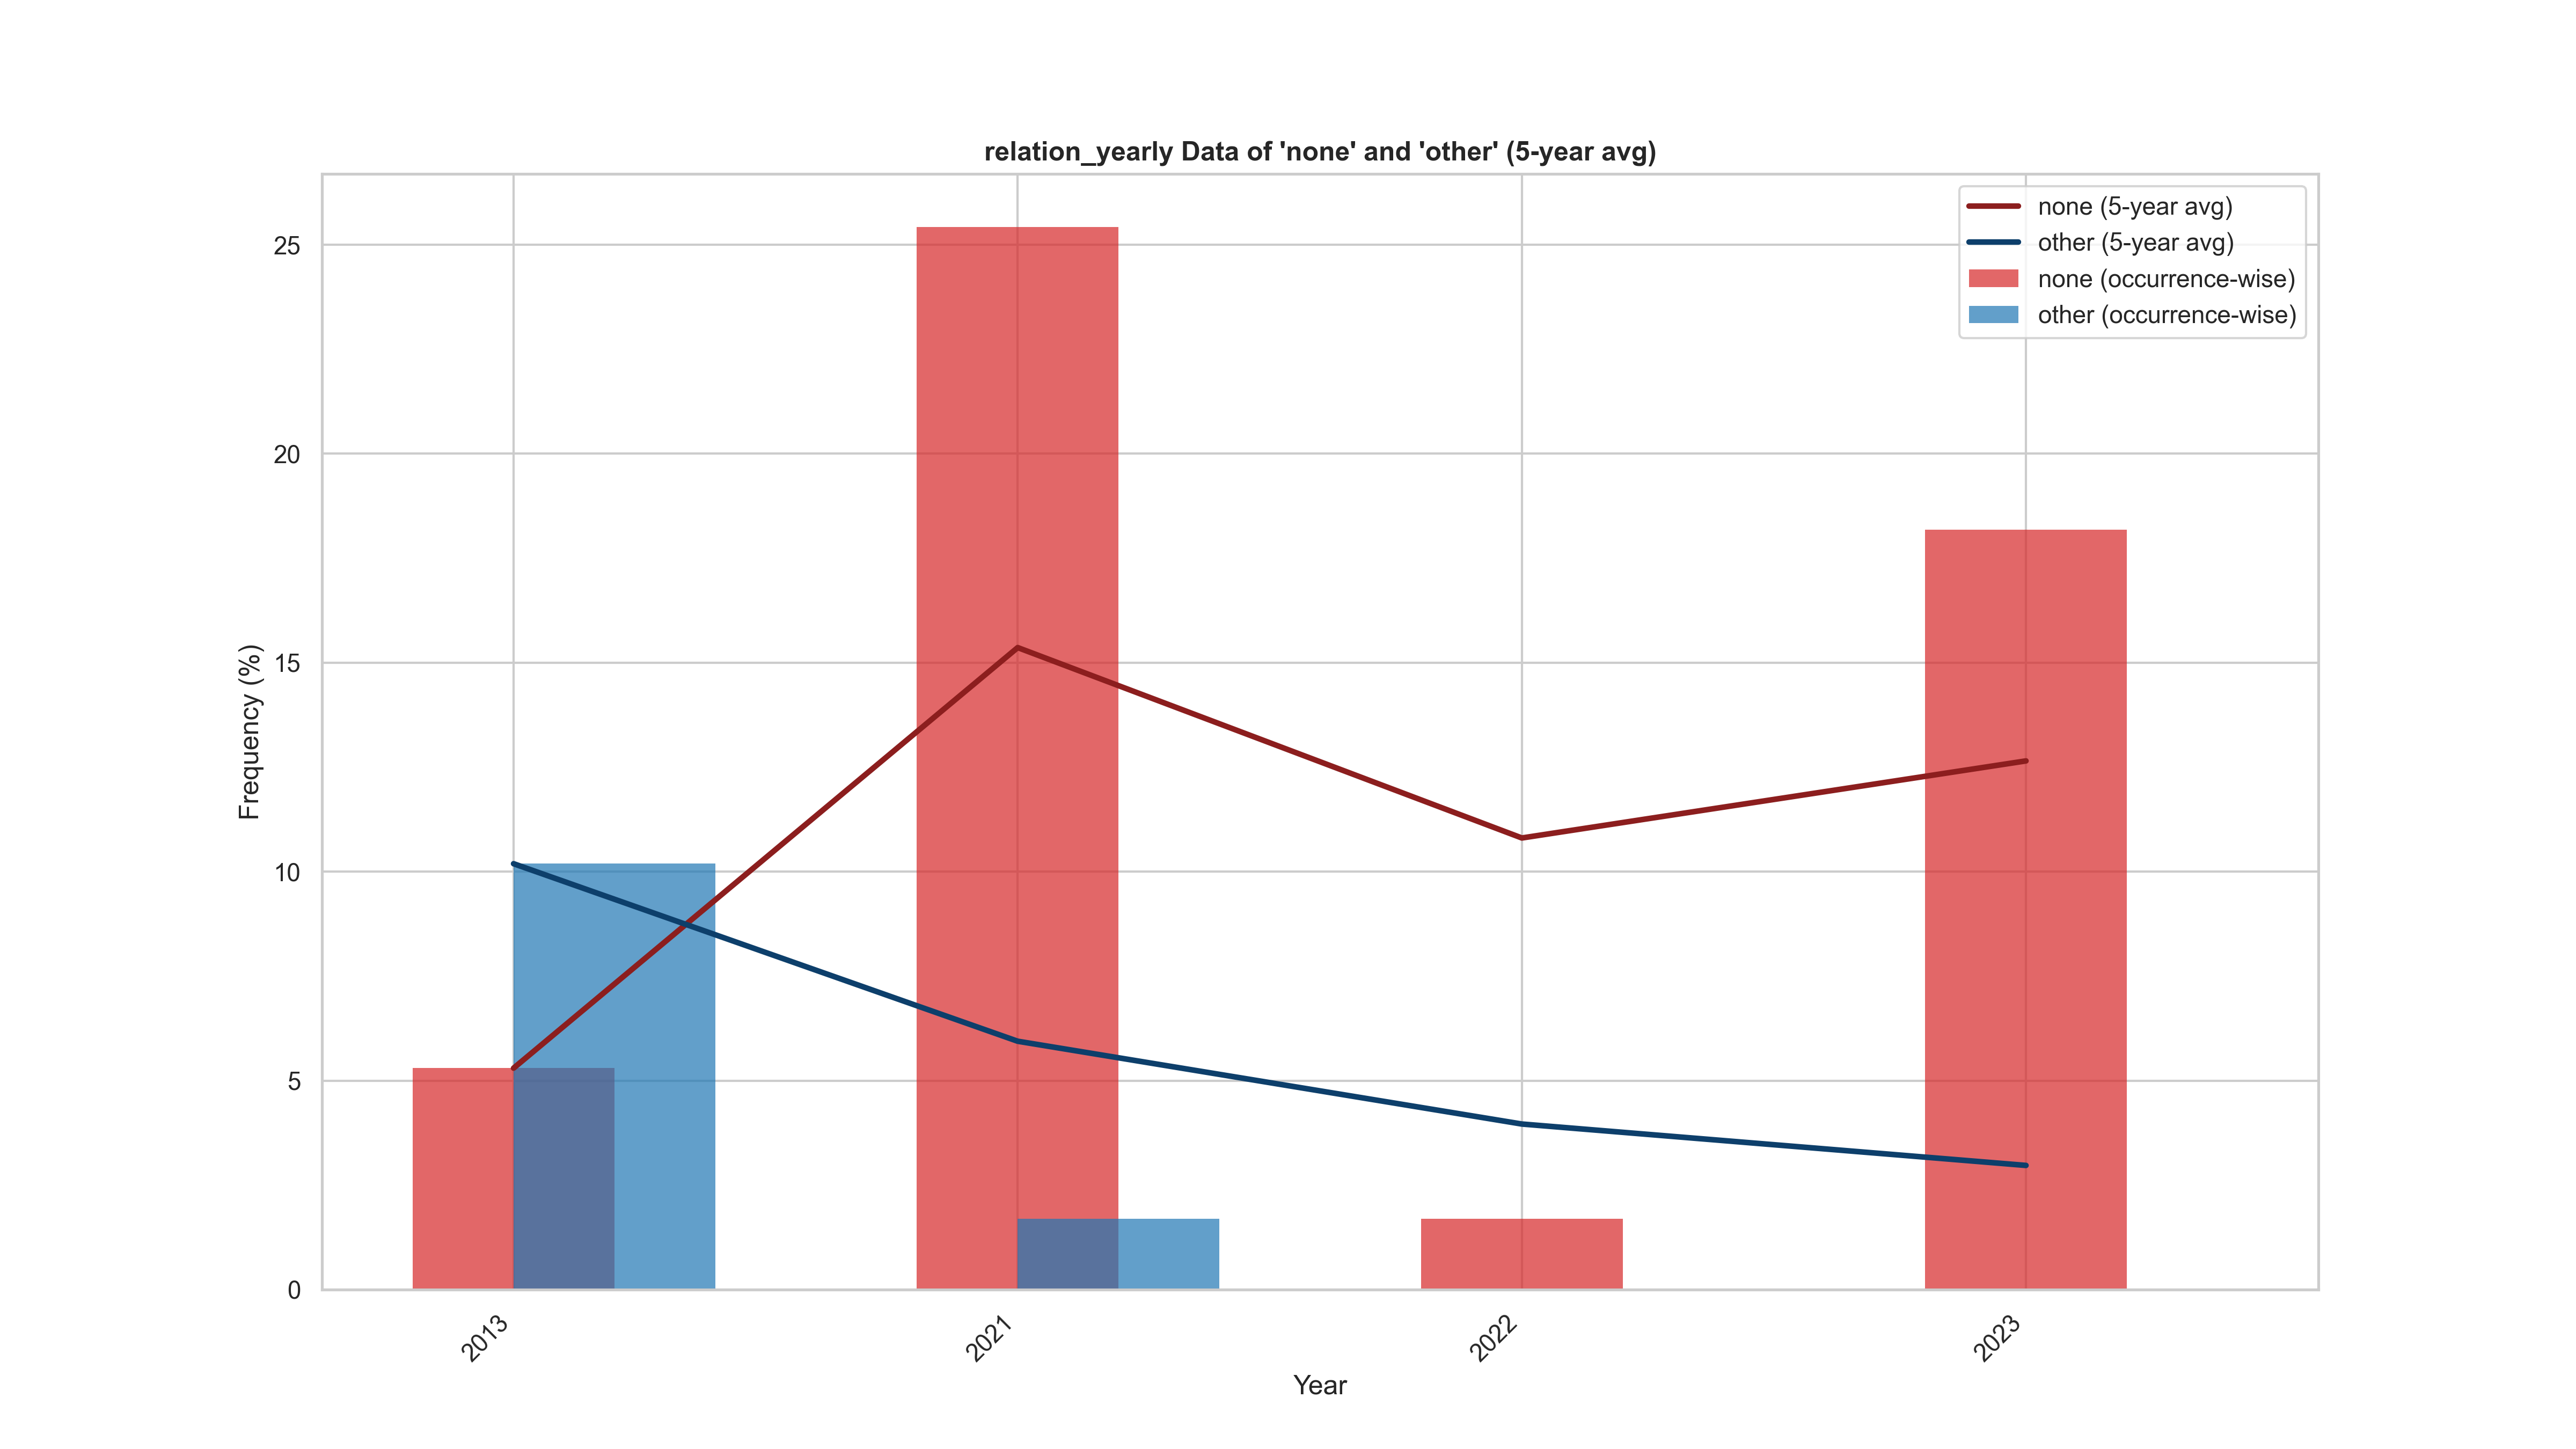 relation_yearly Data of 'none' and 'other' (5-year avg)
none (5-year avg)
other (5-year avg)
none (occurrence-wise)
other (occurrence-wise)
Frequency (%)
25
20
15
10
5
0
2013
2021
2022
2023
Year